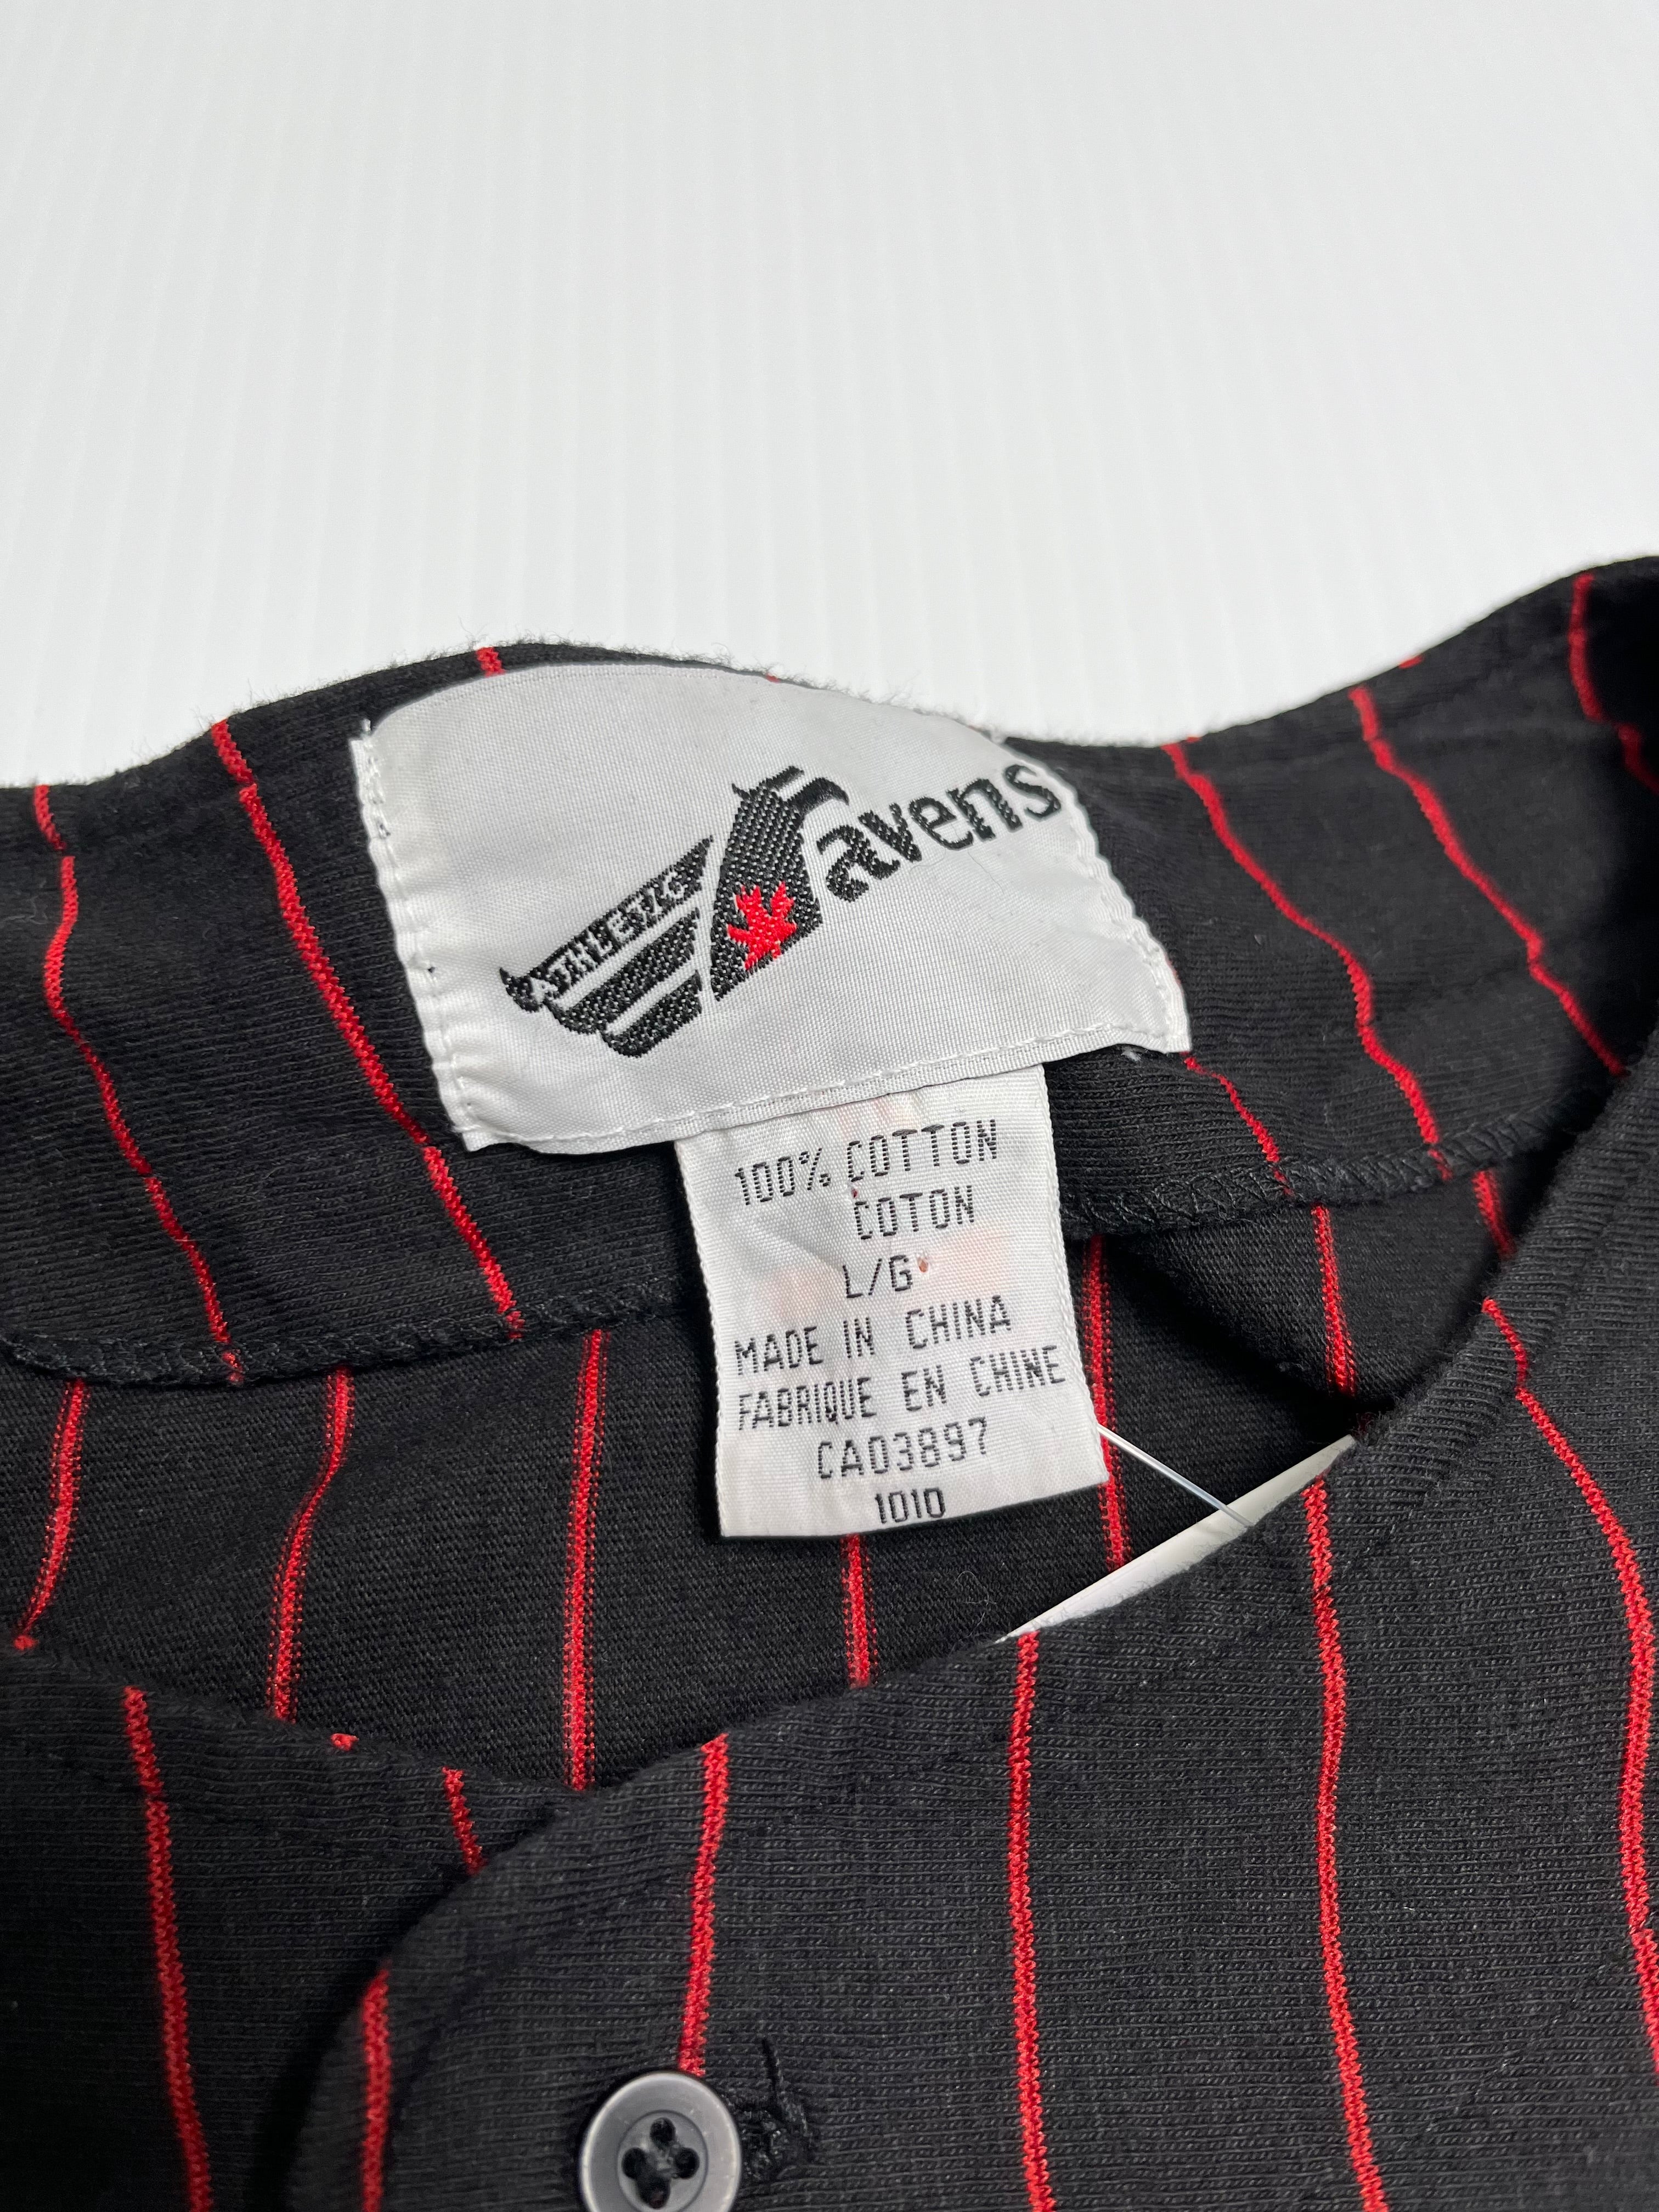 ATHLETIC
avens
100% COTTON
COTON
L/G
MADE IN CHINA
FABRIQUE EN CHINE
CA03897
1010